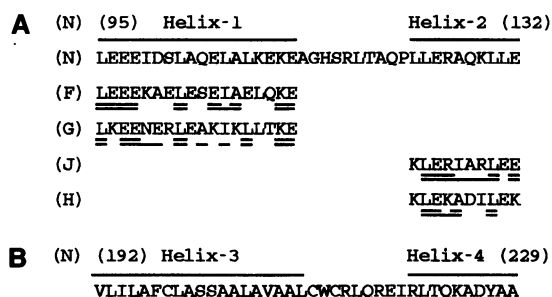 A (N) (95) Helix-1 Helix-2 (132)
(N) LEEEIDSLAQELALKEKEAGHSRLTAQPLLERAQKLLE
(F) LEEEKAELESEIAELQKE
(G) LKEENERLEAKIKLLTKE
(J) KLERIARLEE
(H) KLEKADILEK
B (N) (192) Helix-3 Helix-4 (229)
VLILAFCLASSAALAVAALCWCRLQREIRLTQKADYAA